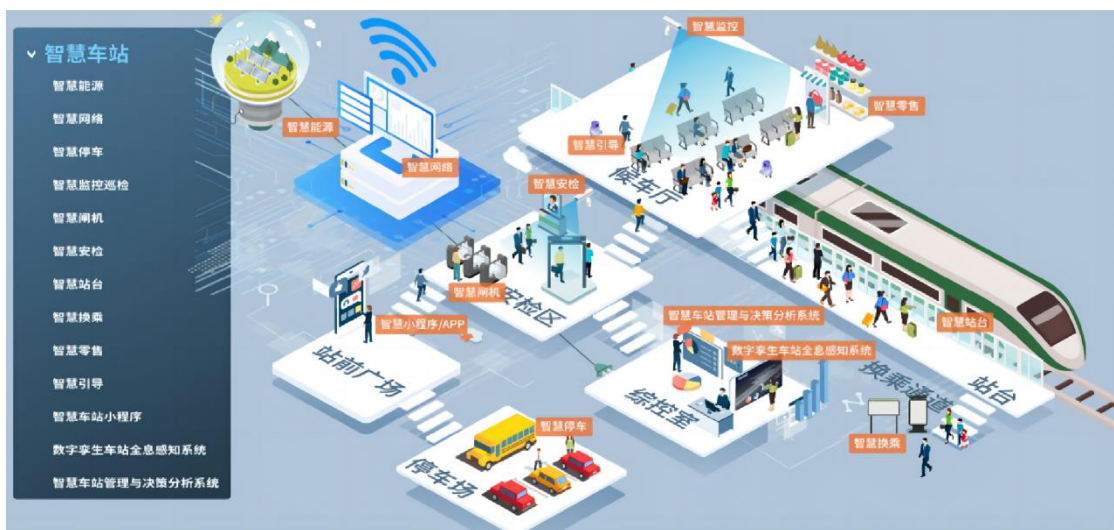 智慧车站
智慧能源
智慧网络
智慧停车
智慧监控巡检
智慧闸机
智慧安检
智慧站台
智慧换乘
智慧零售
智慧引导
智慧车站小程序
数字孪生车站全息感知系统
智慧车站管理与决策分析系统
智慧监控
智慧零售
智慧能源
智慧引导
智慧网络
候车厅
智慧安检
智慧闸机
安检区
智慧小程序/APP
站前广场
智慧车站管理与决策分析系统
智慧站台
数字孪生车站全息感知系统
换乘通道
站台
综控室
智慧停车
智慧换乘
停车场